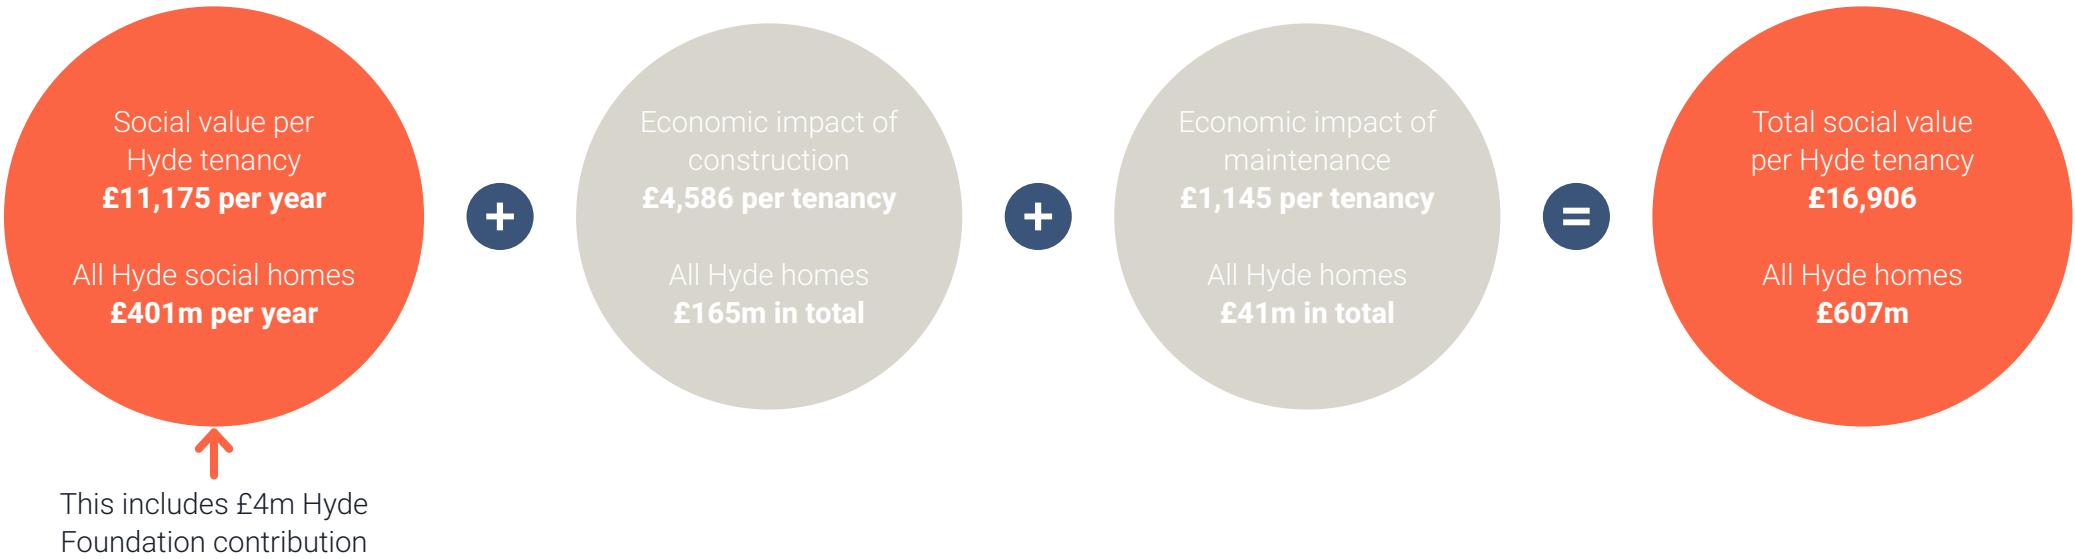 Social value per
Hyde tenancy
£11,175 per year
All Hyde social homes
£401m per year
+
Economic impact of
construction
£4,586 per tenancy
All Hyde homes
£165m in total
+
Economic impact of
maintenance
£1,145 per tenancy
All Hyde homes
£41m in total
=
Total social value
per Hyde tenancy
£16,906
All Hyde homes
£607m
This includes £4m Hyde
Foundation contribution